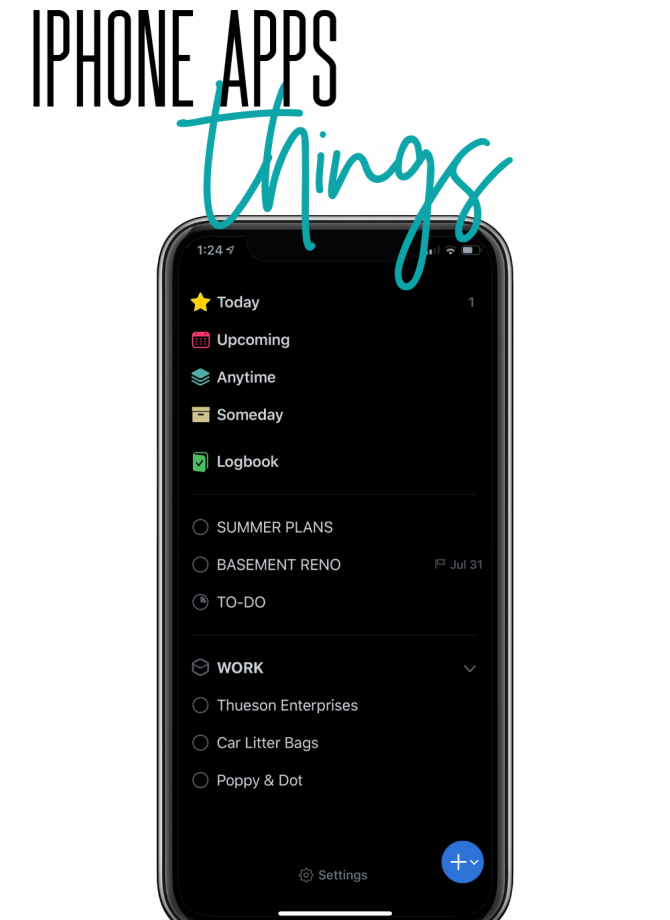 IPHONE APPS
things
1:24
Today 1
Upcoming
Anytime
Someday
Logbook
SUMMER PLANS
BASEMENT RENO Jul 31
TO-DO
WORK
Thueson Enterprises
Car Litter Bags
Poppy & Dot
Settings